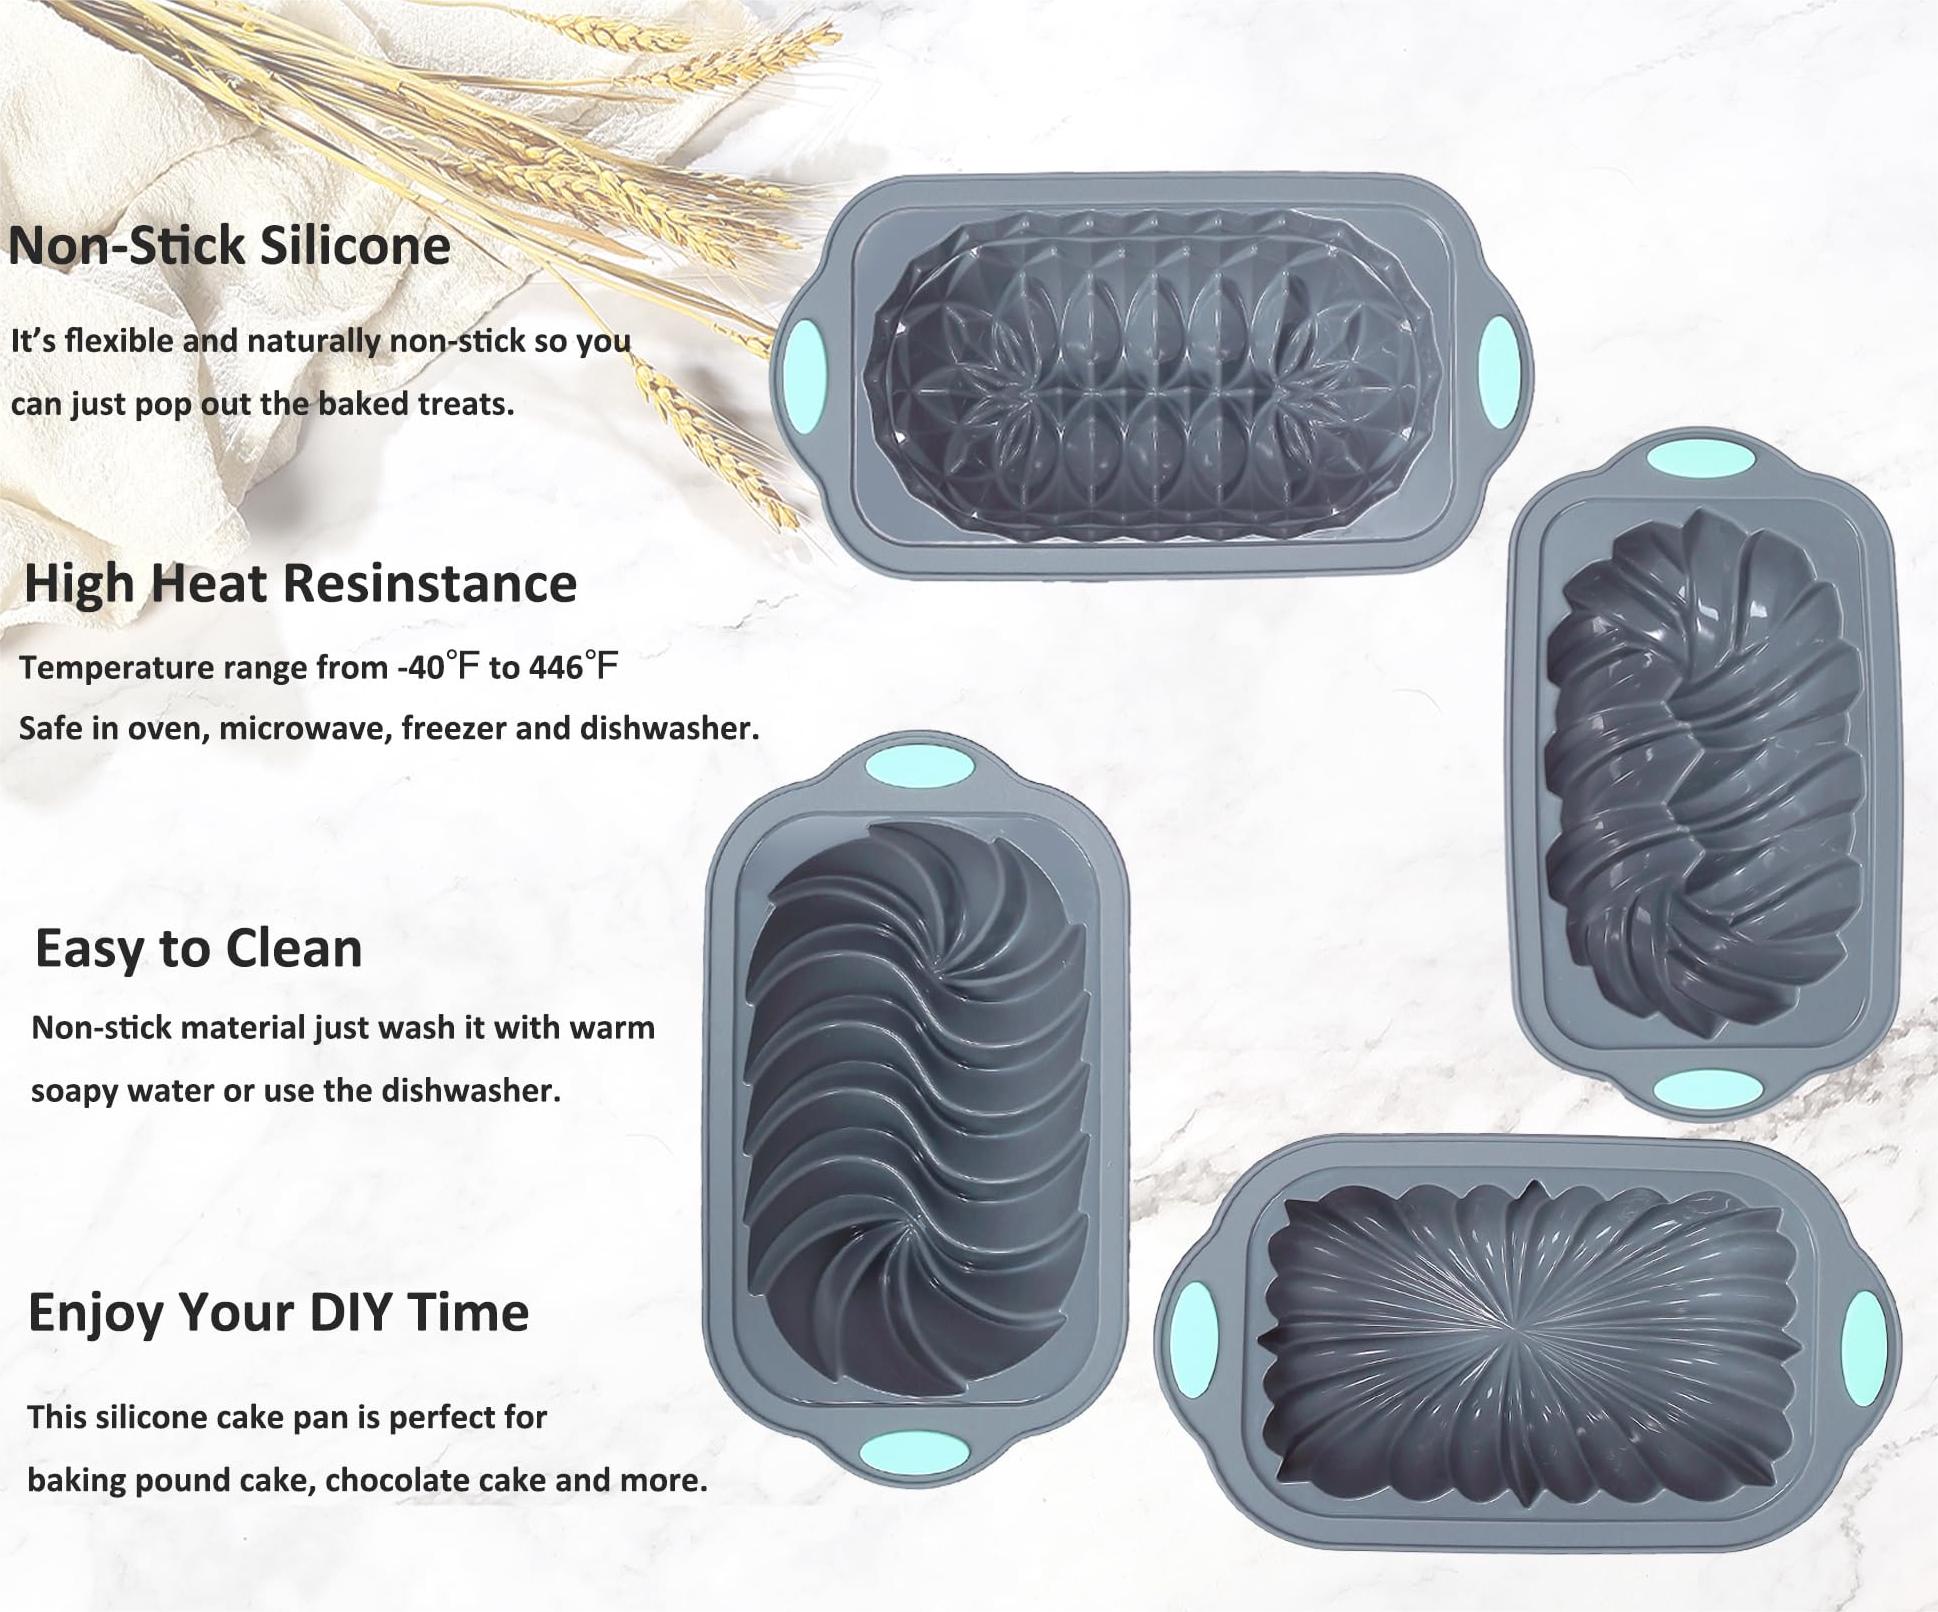 Non-Stick Silicone
It's flexible and naturally non-stick so you
can just pop out the baked treats.
High Heat Resinstance
Temperature range from -40℉ to 446℉
Safe in oven, microwave, freezer and dishwasher.
Easy to Clean
Non-stick material just wash it with warm
soapy water or use the dishwasher.
Enjoy Your DIY Time
This silicone cake pan is perfect for
baking pound cake, chocolate cake and more.